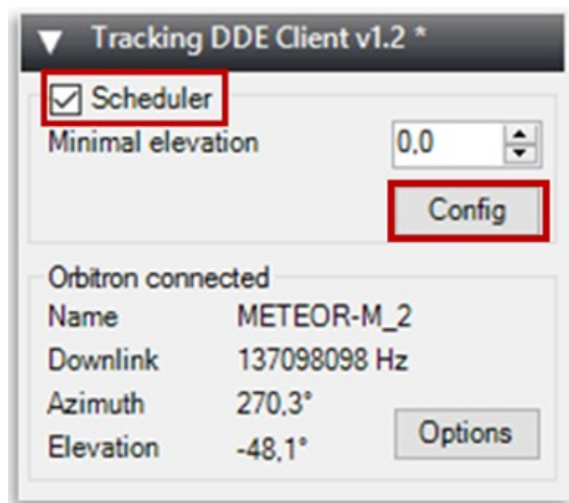 Tracking DDE Client v1.2 *
Scheduler
Minimal elevation 0,0
Config
Orbitron connected
Name METEOR-M_2
Downlink 137098098 Hz
Azimuth 270,3°
Elevation -48,1° Options